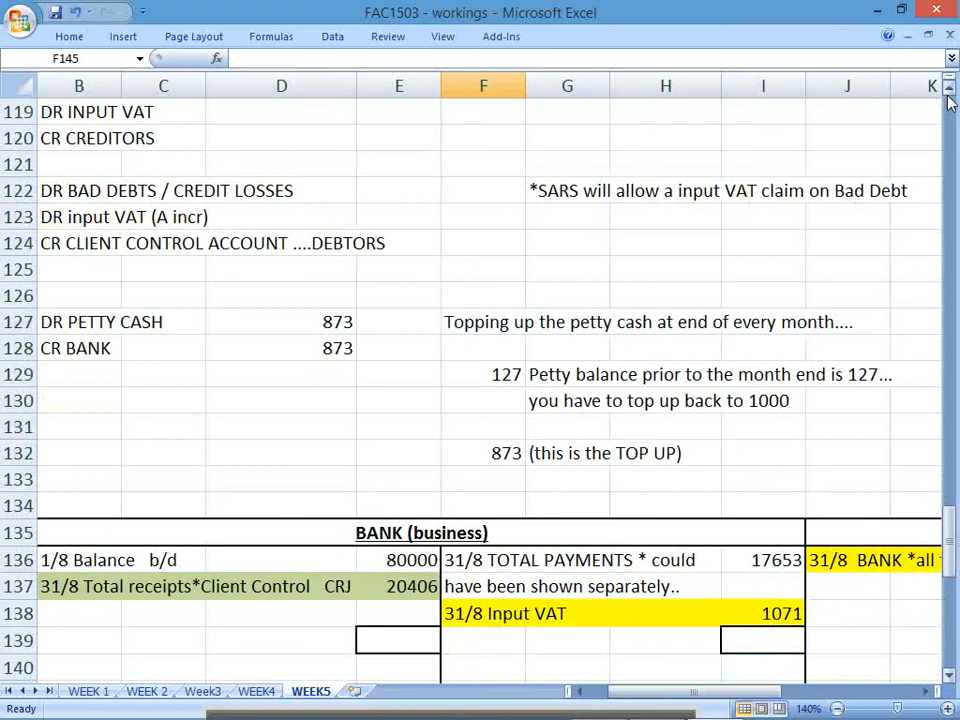 FAC1503 - workings - Microsoft Excel
Home Insert Page Layout Formulas Data Review View Add-Ins
F145 fx
B C D E F G H I J K
119 DR INPUT VAT
120 CR CREDITORS
121
122 DR BAD DEBTS / CREDIT LOSSES *SARS will allow a input VAT claim on Bad Debt
123 DR input VAT (A incr)
124 CR CLIENT CONTROL ACCOUNT ....DEBTORS
125
126
127 DR PETTY CASH 873 Topping up the petty cash at end of every month....
128 CR BANK 873
129 127 Petty balance prior to the month end is 127...
130 you have to top up back to 1000
131
132 873 (this is the TOP UP)
133
134
135 BANK (business)
136 1/8 Balance b/d 80000 31/8 TOTAL PAYMENTS * could 17653 31/8 BANK *all
137 31/8 Total receipts*Client Control CRJ 20406 have been shown separately..
138 31/8 Input VAT 1071
139
140
WEEK 1 WEEK 2 Week3 WEEK4 WEEK5
Ready 140%